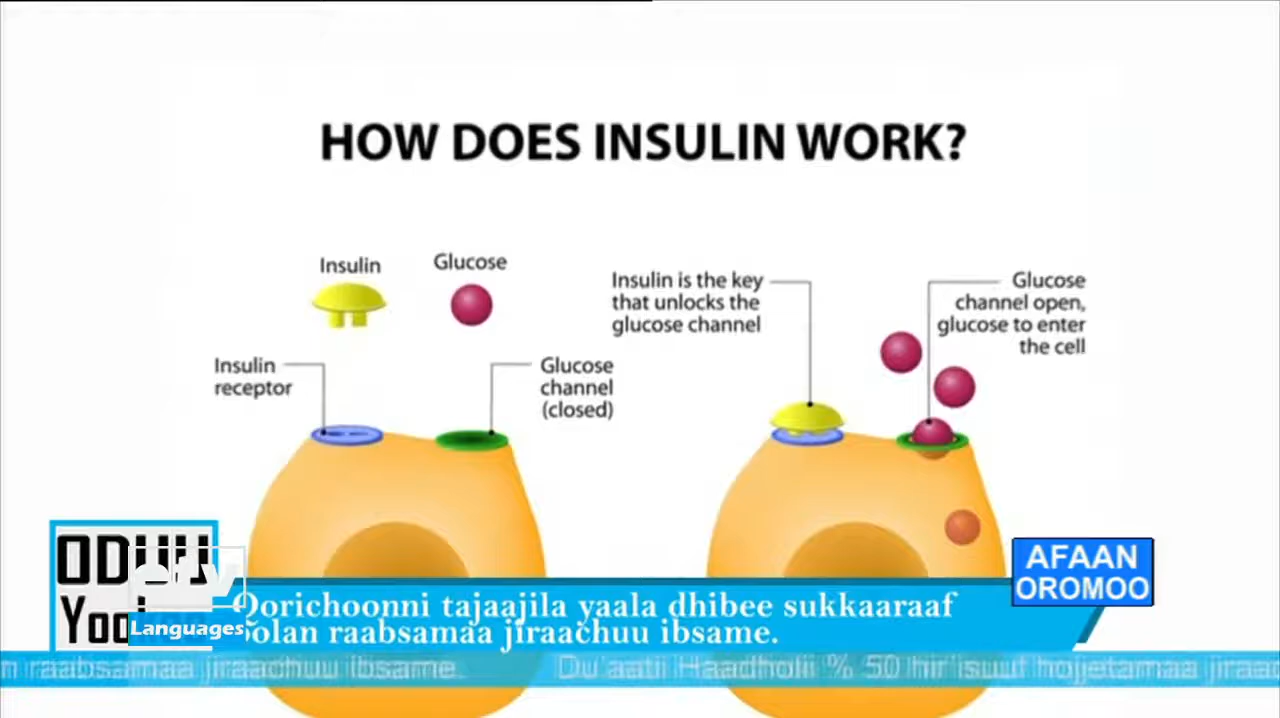 HOW DOES INSULIN WORK?
Insulin
Glucose
Insulin
receptor
Glucose
channel
(closed)
Insulin is the key
that unlocks the
glucose channel
Glucose
channel open,
glucose to enter
the cell
AFAAN
OROMOO
ODUU
etv
Languages
Qorichoonni tajaajila yaala dhibee sukkaaraaf
oolan raabsamaa jiraachuu ibsame.
raabsamaa jiraachuu ibsame. Du'aatii Haadholii % 50 hir'isuuf hojjetamaa